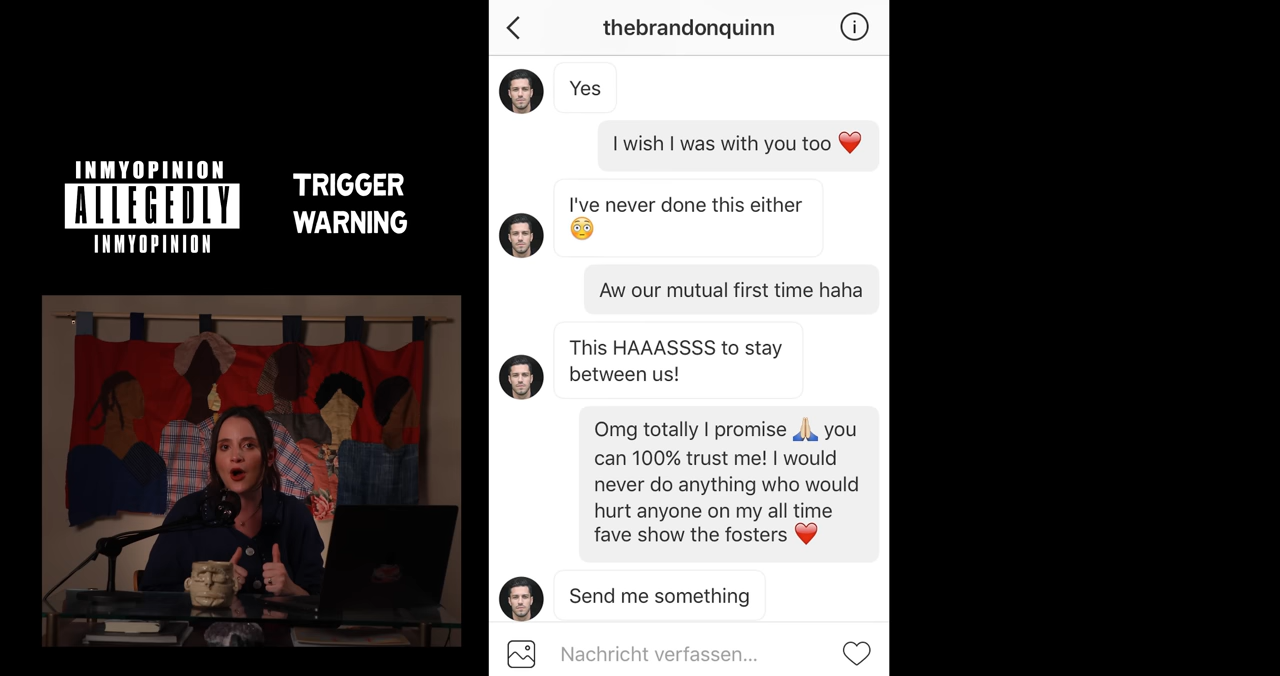 INMYOPINION
ALLEGEDLY
INMYOPINION
TRIGGER
WARNING
thebrandonquinn
Yes
I wish I was with you too ❤️
I've never done this either
😳
Aw our mutual first time haha
This HAAASSSS to stay
between us!
Omg totally I promise 🙏🏼 you
can 100% trust me! I would
never do anything who would
hurt anyone on my all time
fave show the fosters ❤️
Send me something
Nachricht verfassen...